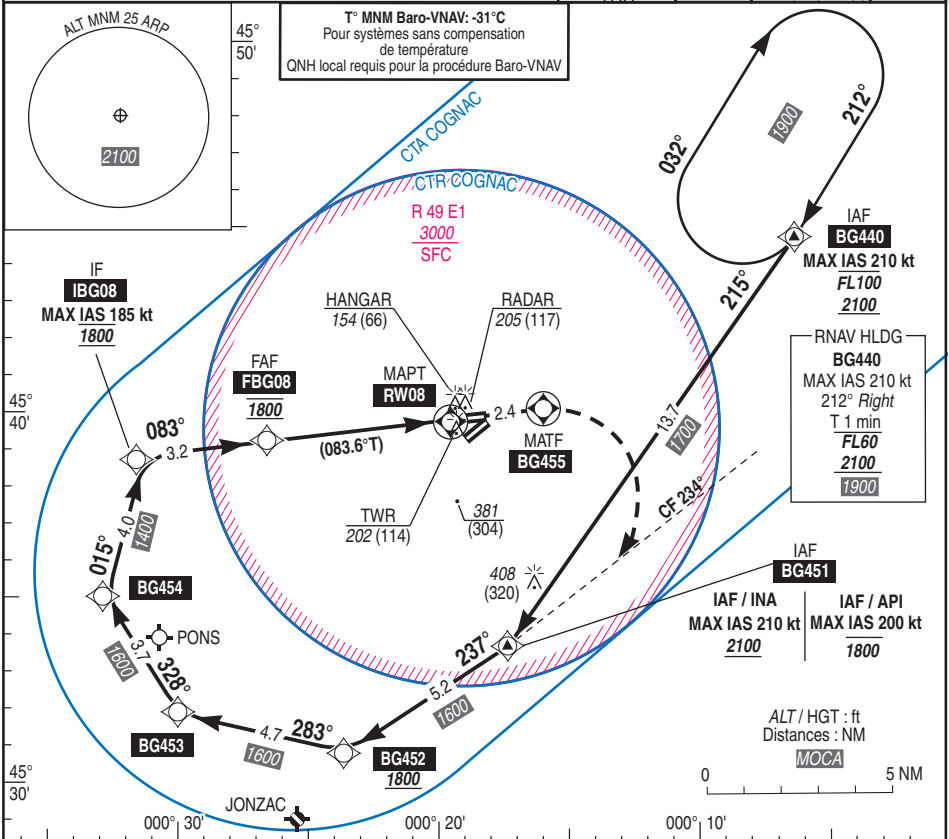 ALT MNM 25 ARP
2100
45°
50'
T° MNM Baro-VNAV: -31°C
Pour systèmes sans compensation
de température
QNH local requis pour la procédure Baro-VNAV
CTA COGNAC
CTR COGNAC
R 49 E1
3000
SFC
1900
032°
212°
IAF
BG440
MAX IAS 210 kt
FL100
2100
215°
13.7
1700
RNAV HLDG
BG440
MAX IAS 210 kt
212° Right
T 1 min
FL60
2100
1900
IF
IBG08
MAX IAS 185 kt
1800
HANGAR
154 (66)
RADAR
205 (117)
FAF
FBG08
1800
MAPT
RW08
45°
40'
083°
3.2
(083.6°T)
2.4
MATF
BG455
TWR
202 (114)
381
(304)
408
(320)
CF 234°
IAF
BG451
IAF / INA
MAX IAS 210 kt
2100
IAF / API
MAX IAS 200 kt
1800
015°
4.0
1400
BG454
PONS
3.7
1600
328°
BG453
4.7
283°
1600
BG452
1800
237°
5.2
1600
ALT / HGT : ft
Distances : NM
MOCA
0
5 NM
45°
30'
JONZAC
000° 30'
000° 20'
000° 10'